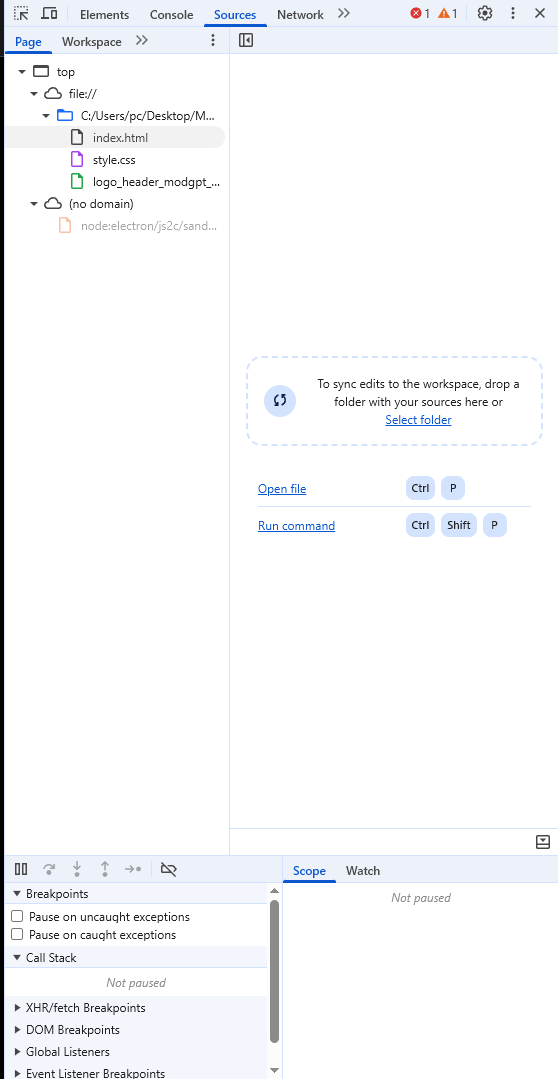 Elements Console Sources Network 1 1
Page Workspace
top
file://
C:/Users/pc/Desktop/M...
index.html
style.css
logo_header_modgpt_...
(no domain)
node:electron/js2c/sand...
To sync edits to the workspace, drop a
folder with your sources here or
Select folder
Open file Ctrl P
Run command Ctrl Shift P
Scope Watch
Breakpoints
Not paused
Pause on uncaught exceptions
Pause on caught exceptions
Call Stack
Not paused
XHR/fetch Breakpoints
DOM Breakpoints
Global Listeners
Event Listener Breakpoints